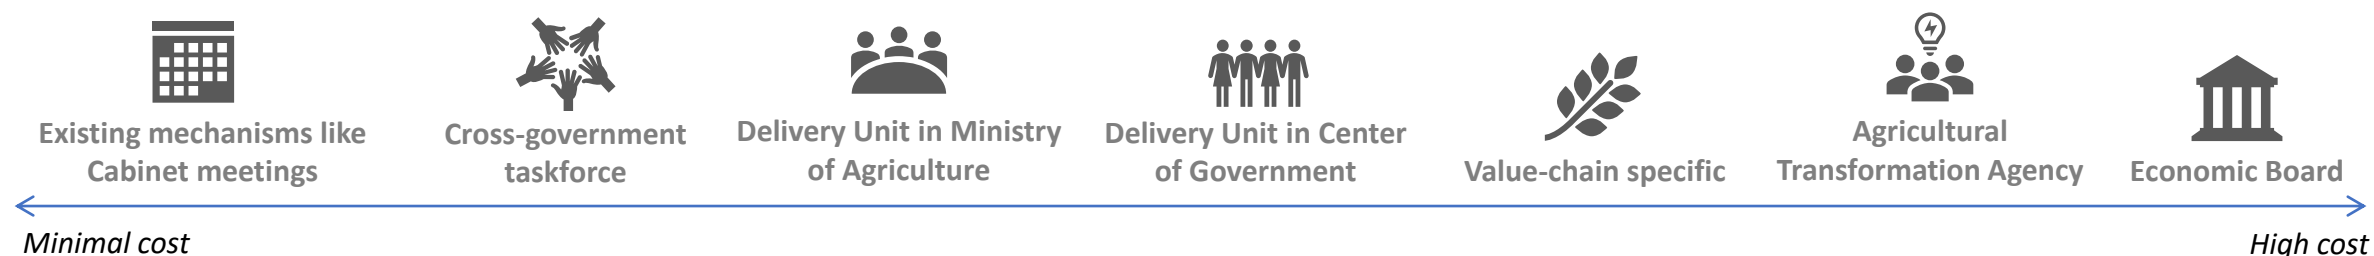 Existing mechanisms like
Cabinet meetings
Cross-government
taskforce
Delivery Unit in Ministry
of Agriculture
Delivery Unit in Center
of Government
Value-chain specific
Agricultural
Transformation Agency
Economic Board
Minimal cost
High cost